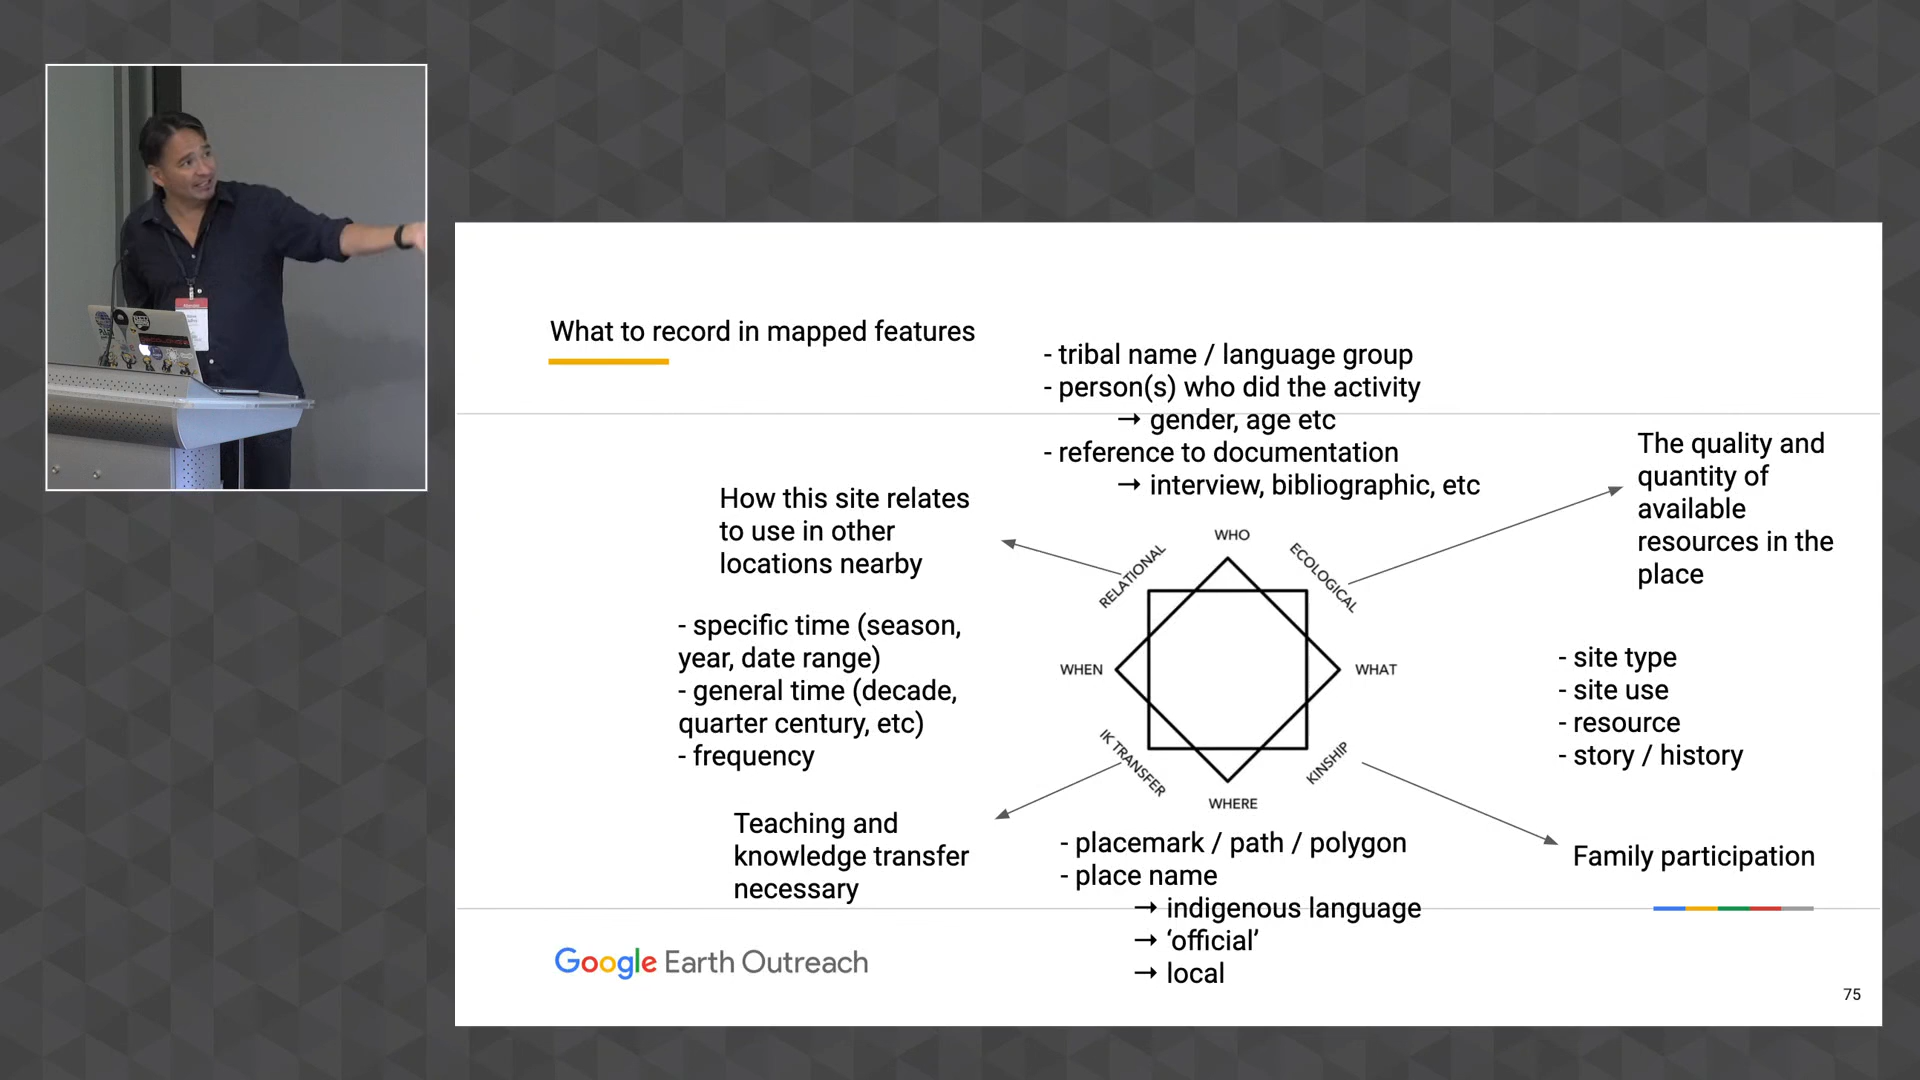 What to record in mapped features
- tribal name / language group
- person(s) who did the activity
→ gender, age etc
- reference to documentation
→ interview, bibliographic, etc
The quality and
quantity of
available
resources in the
place
How this site relates
to use in other
locations nearby
WHO
RELATIONAL
ECOLOGICAL
- specific time (season,
year, date range)
- general time (decade,
quarter century, etc)
- frequency
WHEN
WHAT
- site type
- site use
- resource
- story / history
IK TRANSFER
KINSHIP
WHERE
Teaching and
knowledge transfer
necessary
- placemark / path / polygon
- place name
→ indigenous language
→ ‘official’
→ local
Family participation
Google Earth Outreach
75